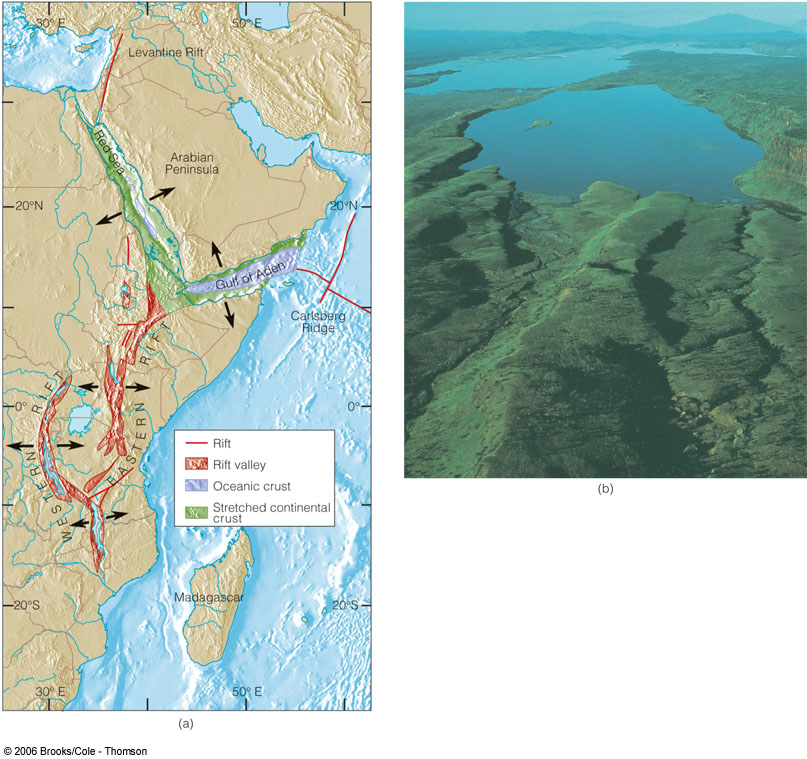 30° E
50° E
Levantine Rift
Red Sea
Arabian
Peninsula
20°N
20°N
Gulf of Aden
Carlsberg
Ridge
EASTERN RIFT
WESTERN RIFT
0°
0°
Rift
Rift valley
Oceanic crust
Stretched continental
crust
Madagascar
20°S
20°S
30° E
50° E
(a)
(b)
© 2006 Brooks/Cole - Thomson